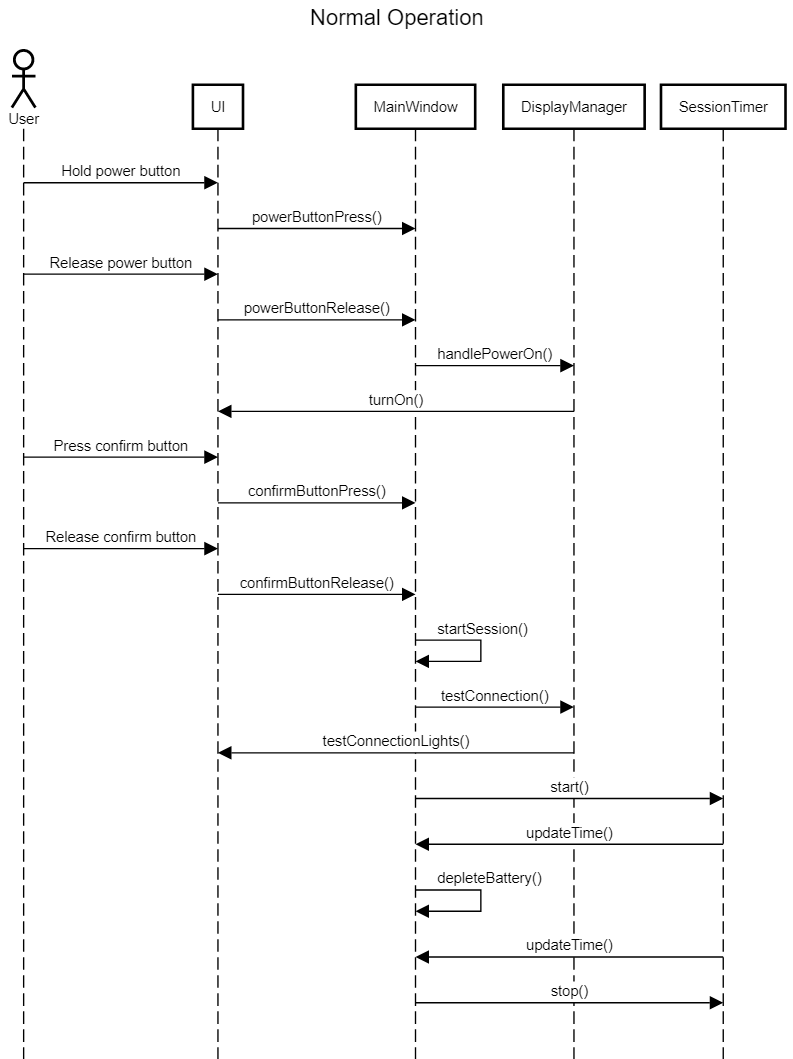 Normal Operation
User
UI
MainWindow
DisplayManager
SessionTimer
Hold power button
powerButtonPress()
Release power button
powerButtonRelease()
handlePowerOn()
turnOn()
Press confirm button
confirmButtonPress()
Release confirm button
confirmButtonRelease()
startSession()
testConnection()
testConnectionLights()
start()
updateTime()
depleteBattery()
updateTime()
stop()